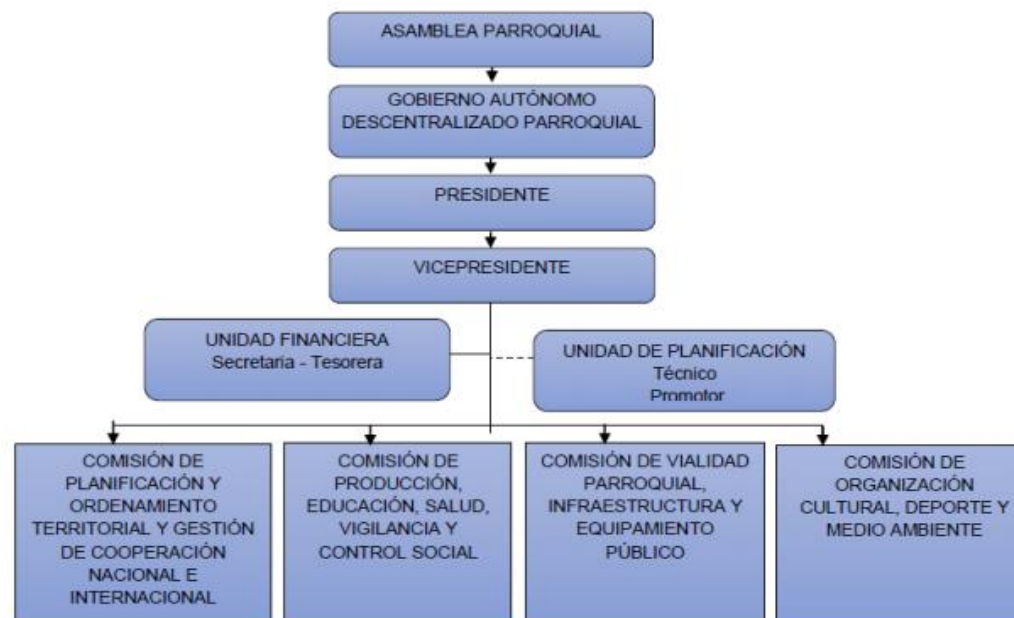 ASAMBLEA PARROQUIAL
GOBIERNO AUTÓNOMO
DESCENTRALIZADO PARROQUIAL
PRESIDENTE
VICEPRESIDENTE
UNIDAD FINANCIERA
Secretaria - Tesorera
UNIDAD DE PLANIFICACIÓN
Técnico
Promotor
COMISIÓN DE
PLANIFICACIÓN Y
ORDENAMIENTO
TERRITORIAL Y GESTIÓN
DE COOPERACIÓN
NACIONAL E
INTERNACIONAL
COMISIÓN DE
PRODUCCIÓN,
EDUCACIÓN, SALUD,
VIGILANCIA Y
CONTROL SOCIAL
COMISIÓN DE VIALIDAD
PARROQUIAL,
INFRAESTRUCTURA Y
EQUIPAMIENTO
PÚBLICO
COMISIÓN DE
ORGANIZACIÓN
CULTURAL, DEPORTE Y
MEDIO AMBIENTE